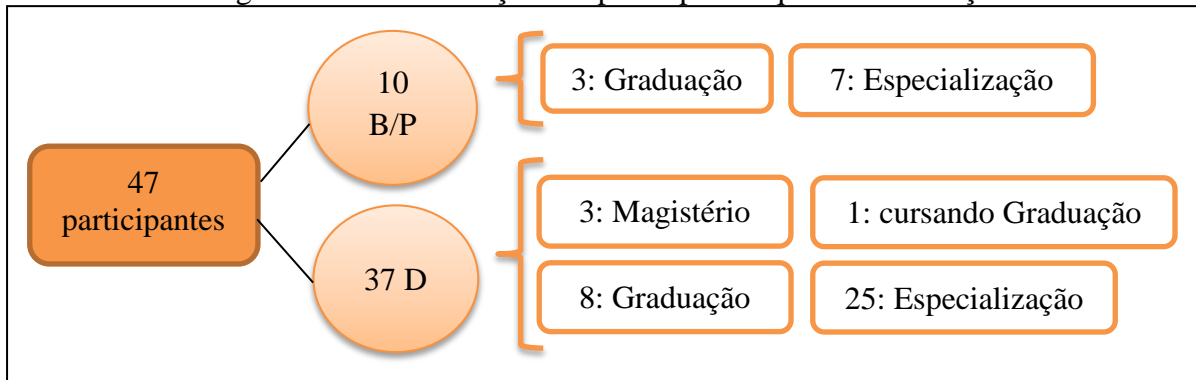 10
B/P
3: Graduação
7: Especialização
47
participantes
37 D
3: Magistério
1: cursando Graduação
8: Graduação
25: Especialização